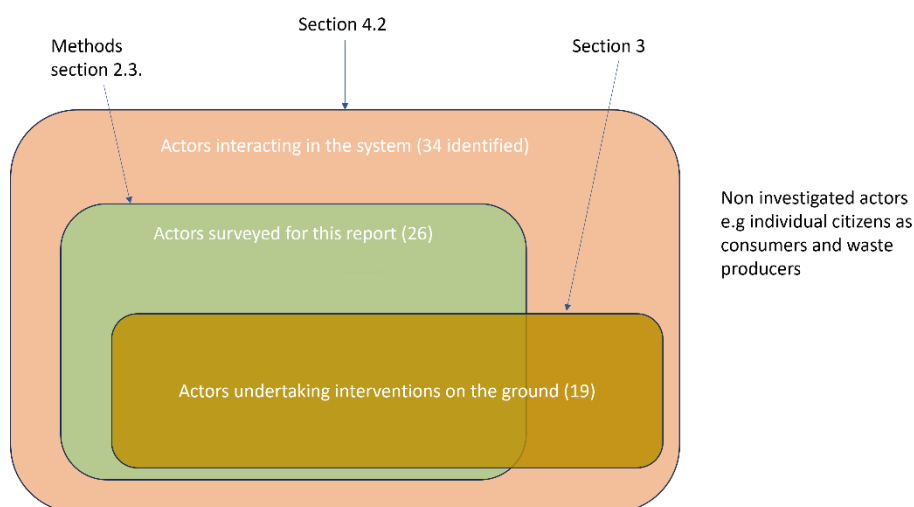 Section 4.2
Methods
section 2.3.
Section 3
Actors interacting in the system (34 identified)
Non investigated actors
e.g individual citizens as
consumers and waste
producers
Actors surveyed for this report (26)
Actors undertaking interventions on the ground (19)